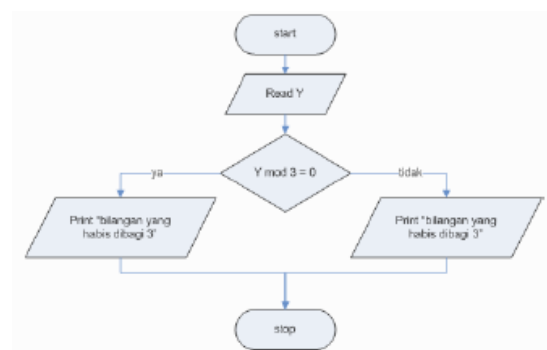 start
Read Y
Y mod 3 = 0
ya
tidak
Print "bilangan yang
habis dibagi 3"
Print "bilangan yang
habis dibagi 3"
stop